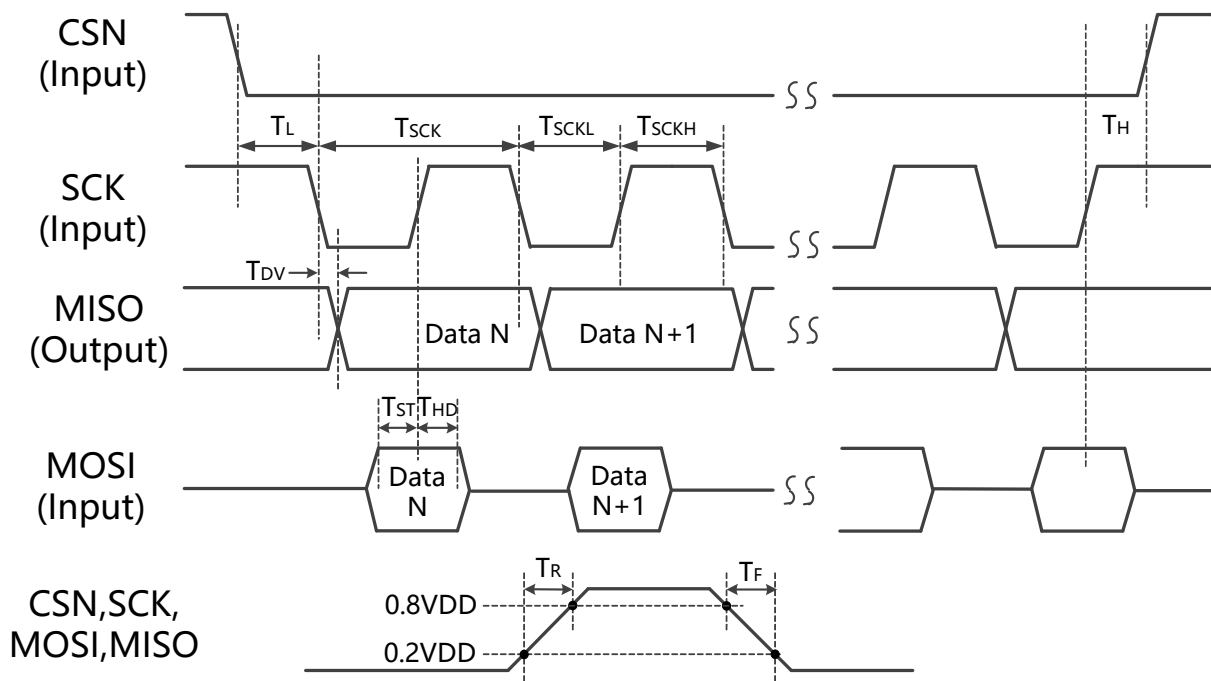 CSN
(Input)
TL
TSCK
TSCKL
TSCKH
TH
SCK
(Input)
TDV
MISO
(Output)
Data N
Data N+1
TST
THD
MOSI
(Input)
Data
N
Data
N+1
TR
TF
CSN,SCK,
MOSI,MISO
0.8VDD
0.2VDD